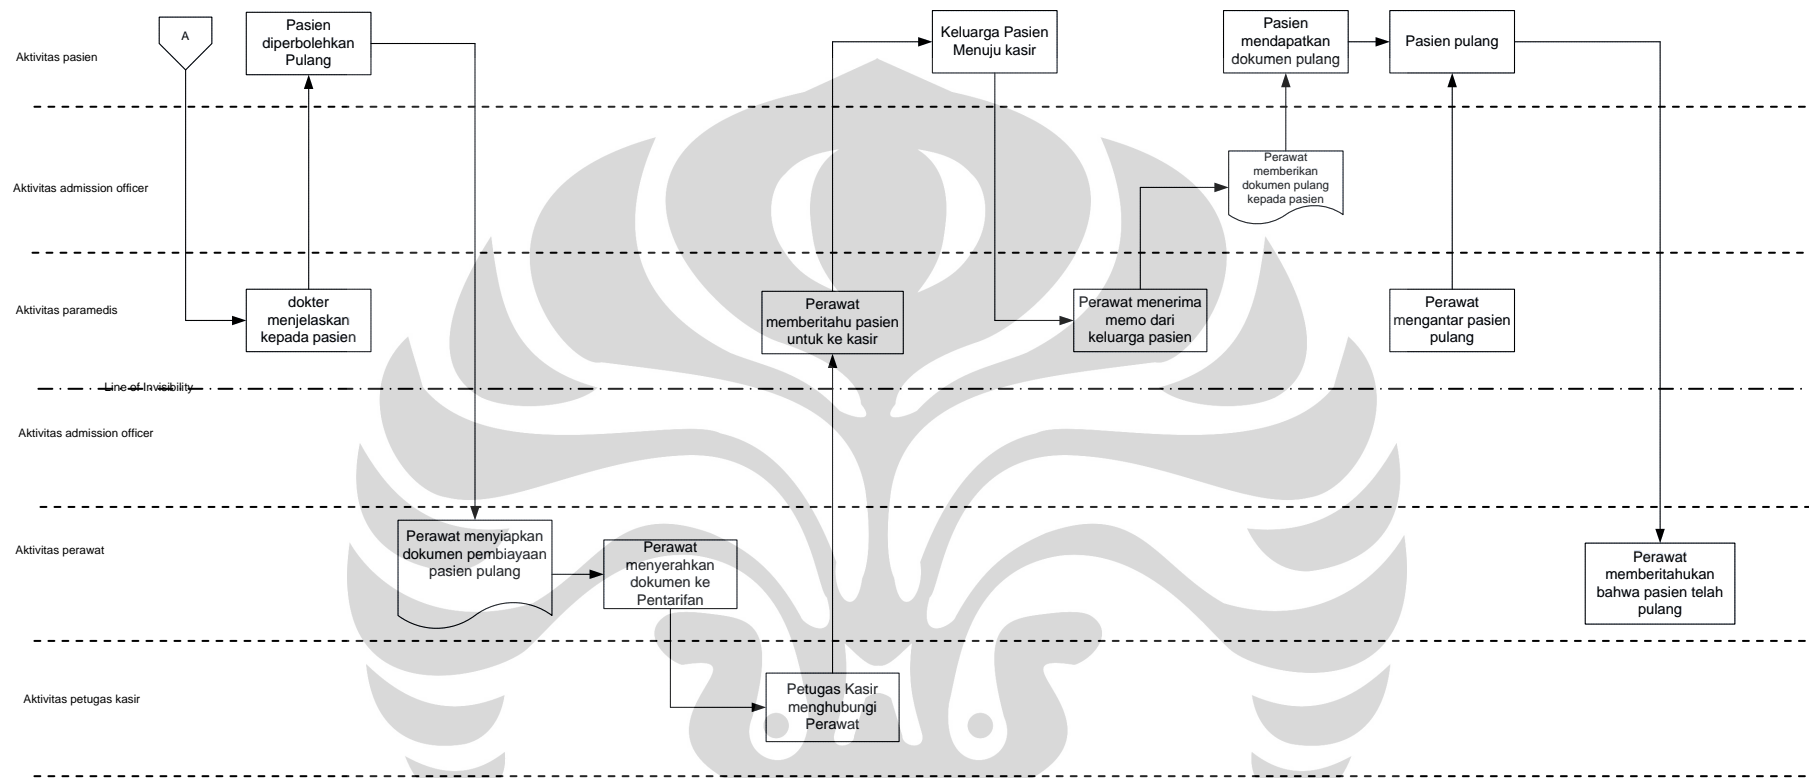 Aktivitas pasien
A
Pasien
diperbolehkan
Pulang
Keluarga Pasien
Menuju kasir
Pasien
mendapatkan
dokumen pulang
Pasien pulang
Aktivitas admission officer
Perawat
memberikan
dokumen pulang
kepada pasien
Aktivitas paramedis
dokter
menjelaskan
kepada pasien
Perawat
memberitahu pasien
untuk ke kasir
Perawat menerima
memo dari
keluarga pasien
Perawat
mengantar pasien
pulang
Line of Invisibility
Aktivitas admission officer
Aktivitas perawat
Perawat menyiapkan
dokumen pembiayaan
pasien pulang
Perawat
menyerahkan
dokumen ke
Pentarifan
Perawat
memberitahukan
bahwa pasien telah
pulang
Aktivitas petugas kasir
Petugas Kasir
menghubungi
Perawat